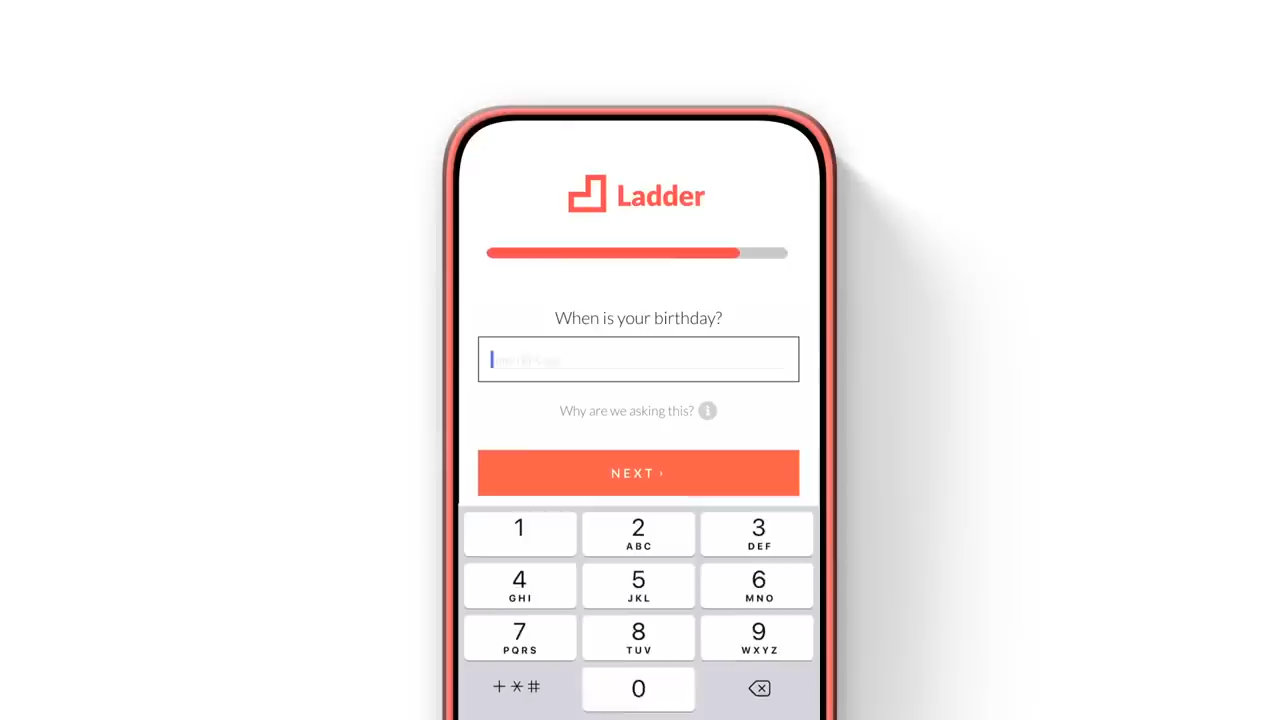 Ladder
When is your birthday?
Why are we asking this? i
NEXT ›
1 2 3
ABC DEF
4 5 6
GHI JKL MNO
7 8 9
PQRS TUV WXYZ
+*# 0